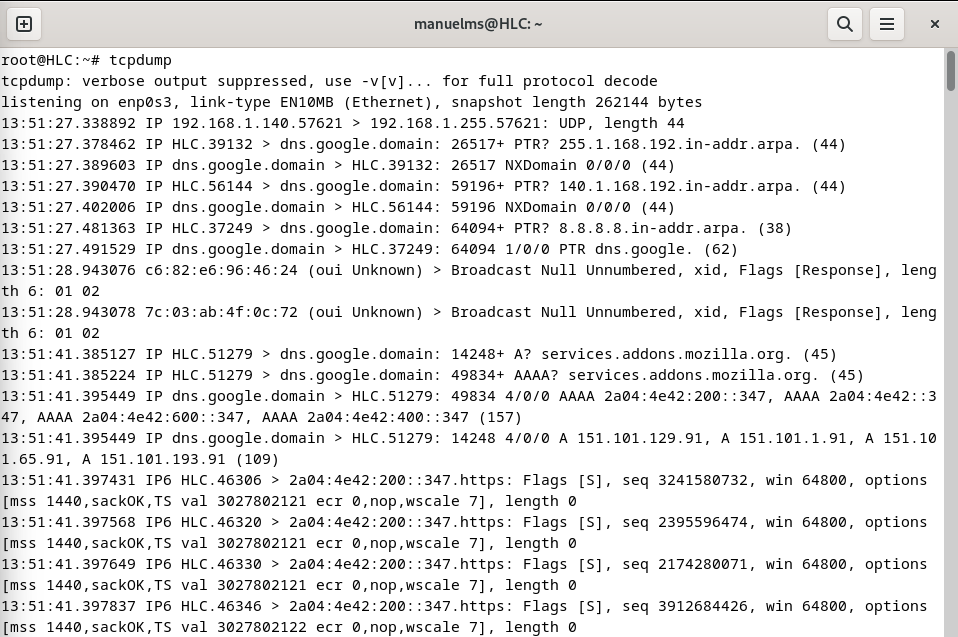 manuelms@HLC: ~
root@HLC:~# tcpdump
tcpdump: verbose output suppressed, use -v[v]... for full protocol decode
listening on enp0s3, link-type EN10MB (Ethernet), snapshot length 262144 bytes
13:51:27.338892 IP 192.168.1.140.57621 > 192.168.1.255.57621: UDP, length 44
13:51:27.378462 IP HLC.39132 > dns.google.domain: 26517+ PTR? 255.1.168.192.in-addr.arpa. (44)
13:51:27.389603 IP dns.google.domain > HLC.39132: 26517 NXDomain 0/0/0 (44)
13:51:27.390470 IP HLC.56144 > dns.google.domain: 59196+ PTR? 140.1.168.192.in-addr.arpa. (44)
13:51:27.402006 IP dns.google.domain > HLC.56144: 59196 NXDomain 0/0/0 (44)
13:51:27.481363 IP HLC.37249 > dns.google.domain: 64094+ PTR? 8.8.8.8.in-addr.arpa. (38)
13:51:27.491529 IP dns.google.domain > HLC.37249: 64094 1/0/0 PTR dns.google. (62)
13:51:28.943076 c6:82:e6:96:46:24 (oui Unknown) > Broadcast Null Unnumbered, xid, Flags [Response], leng
th 6: 01 02
13:51:28.943078 7c:03:ab:4f:0c:72 (oui Unknown) > Broadcast Null Unnumbered, xid, Flags [Response], leng
th 6: 01 02
13:51:41.385127 IP HLC.51279 > dns.google.domain: 14248+ A? services.addons.mozilla.org. (45)
13:51:41.385224 IP HLC.51279 > dns.google.domain: 49834+ AAAA? services.addons.mozilla.org. (45)
13:51:41.395449 IP dns.google.domain > HLC.51279: 49834 4/0/0 AAAA 2a04:4e42:200::347, AAAA 2a04:4e42::3
47, AAAA 2a04:4e42:600::347, AAAA 2a04:4e42:400::347 (157)
13:51:41.395449 IP dns.google.domain > HLC.51279: 14248 4/0/0 A 151.101.129.91, A 151.101.1.91, A 151.10
1.65.91, A 151.101.193.91 (109)
13:51:41.397431 IP6 HLC.46306 > 2a04:4e42:200::347.https: Flags [S], seq 3241580732, win 64800, options
[mss 1440,sackOK,TS val 3027802121 ecr 0,nop,wscale 7], length 0
13:51:41.397568 IP6 HLC.46320 > 2a04:4e42:200::347.https: Flags [S], seq 2395596474, win 64800, options
[mss 1440,sackOK,TS val 3027802121 ecr 0,nop,wscale 7], length 0
13:51:41.397649 IP6 HLC.46330 > 2a04:4e42:200::347.https: Flags [S], seq 2174280071, win 64800, options
[mss 1440,sackOK,TS val 3027802121 ecr 0,nop,wscale 7], length 0
13:51:41.397837 IP6 HLC.46346 > 2a04:4e42:200::347.https: Flags [S], seq 3912684426, win 64800, options
[mss 1440,sackOK,TS val 3027802122 ecr 0,nop,wscale 7], length 0